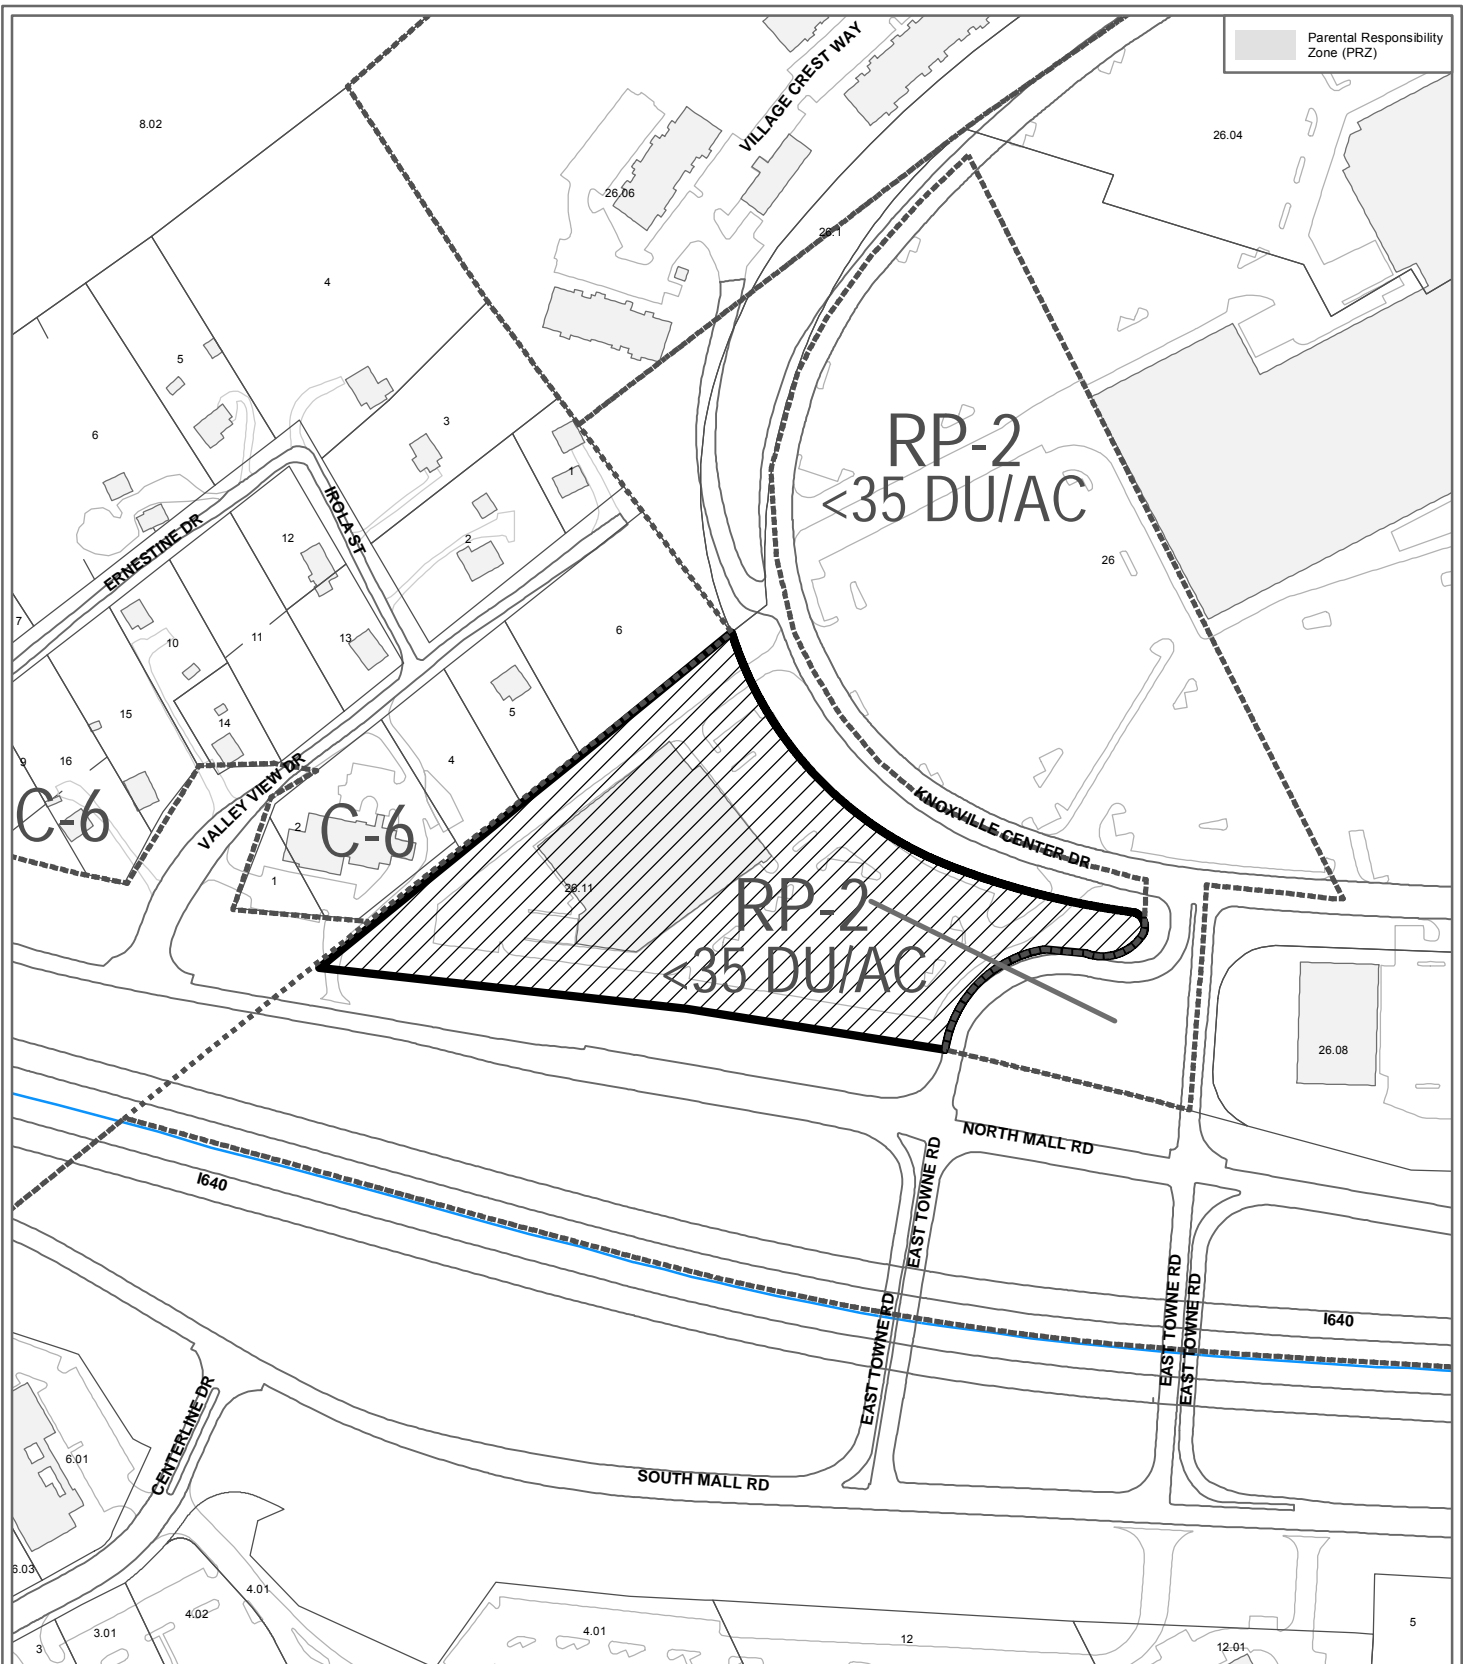 Parental Responsibility
Zone (PRZ)
8.02
VILLAGE CREST WAY
26.04
26.06
26.1
4
5
3
6
1
RP-2
<35 DU/AC
IROLA ST
ERNESTINE DR
12
2
26
7
10
11
13
6
15
14
5
9
16
4
VALLEY VIEW DR
C-6
C-6
2
1
KNOXVILLE CENTER DR
26.11
RP-2
<35 DU/AC
26.08
NORTH MALL RD
EAST TOWNE RD
I640
EAST TOWNE RD
EAST TOWNE RD
EAST TOWNE RD
I640
CENTERLINE DR
6.01
SOUTH MALL RD
6.03
4.01
4.02
3.01
3
4.01
12
12.01
5